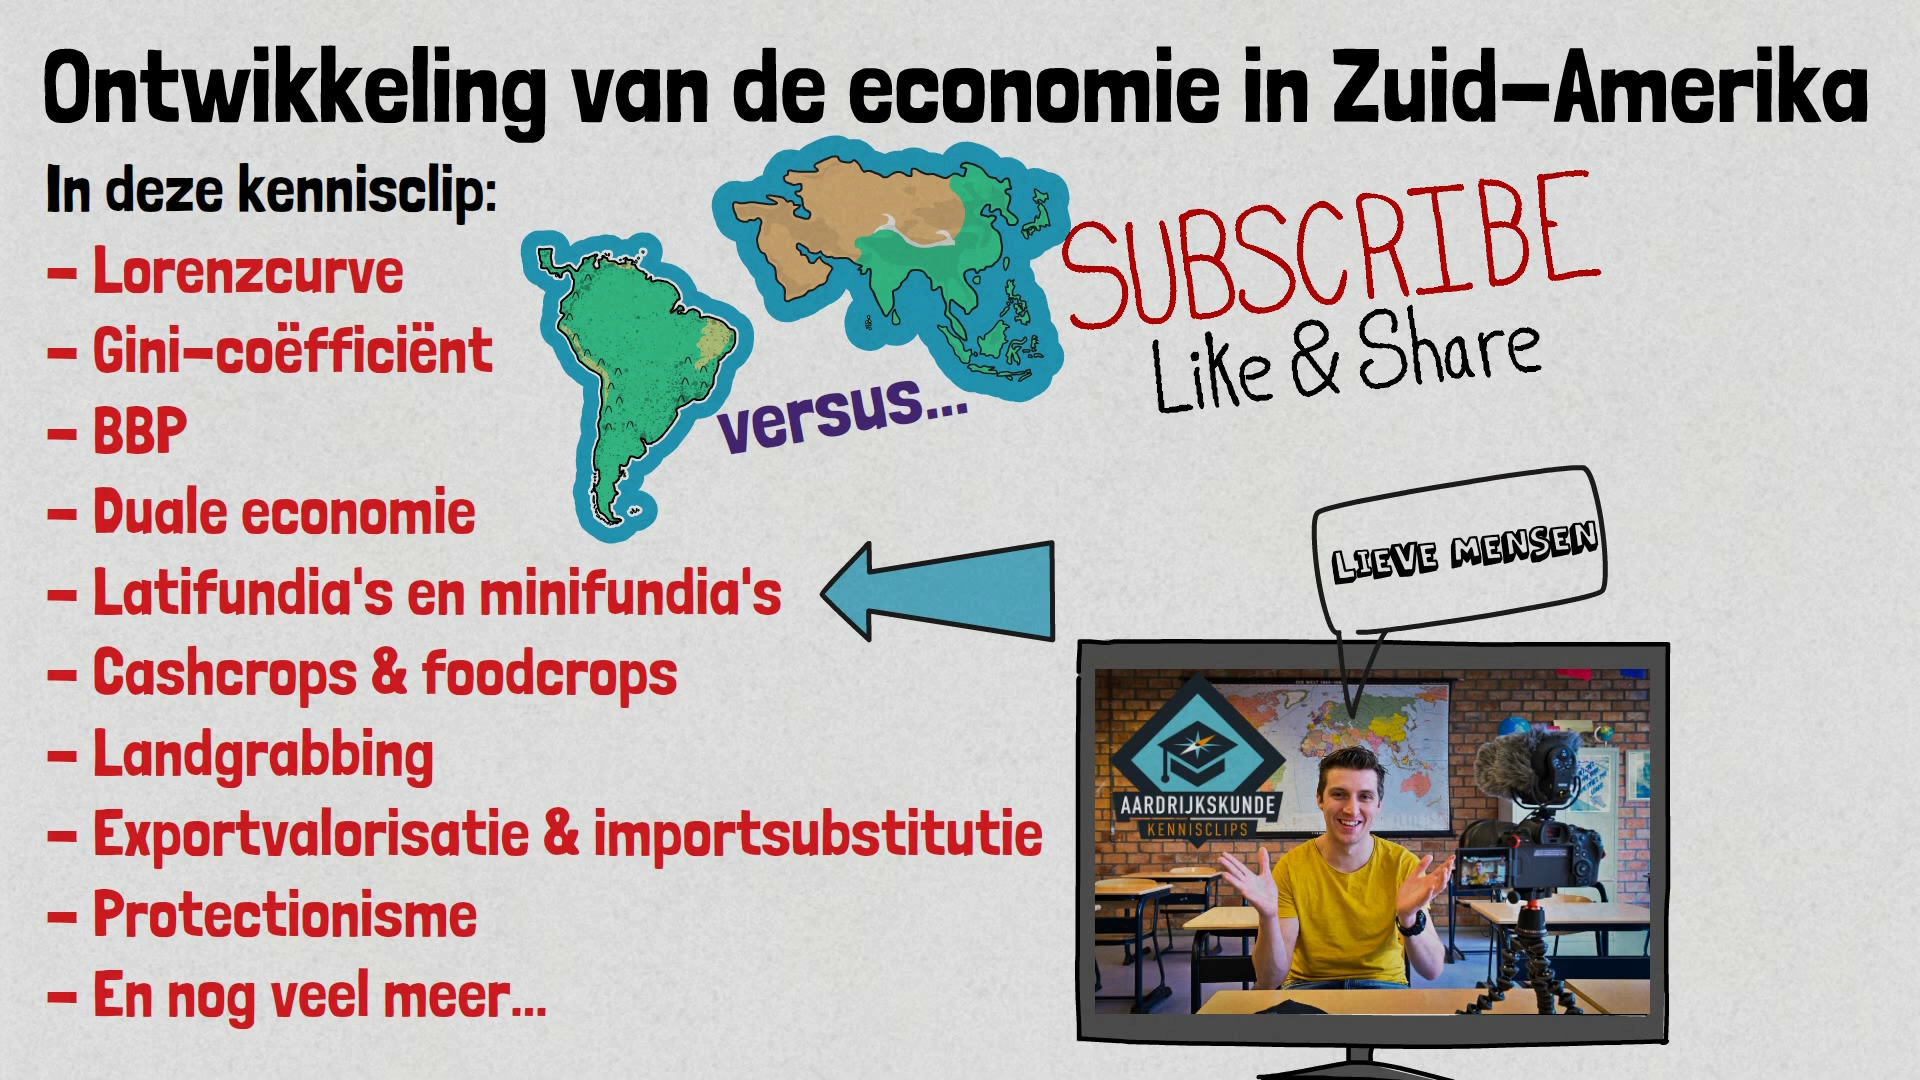 Ontwikkeling van de economie in Zuid-Amerika
In deze kennisclip:
- Lorenzcurve
- Gini-coëfficiënt
- BBP
- Duale economie
- Latifundia's en minifundia's
- Cashcrops & foodcrops
- Landgrabbing
- Exportvalorisatie & importsubstitutie
- Protectionisme
- En nog veel meer...
versus...
SUBSCRIBE
Like & Share
LIEVE MENSEN
AARDRIJKSKUNDE
KENNISCLIPS